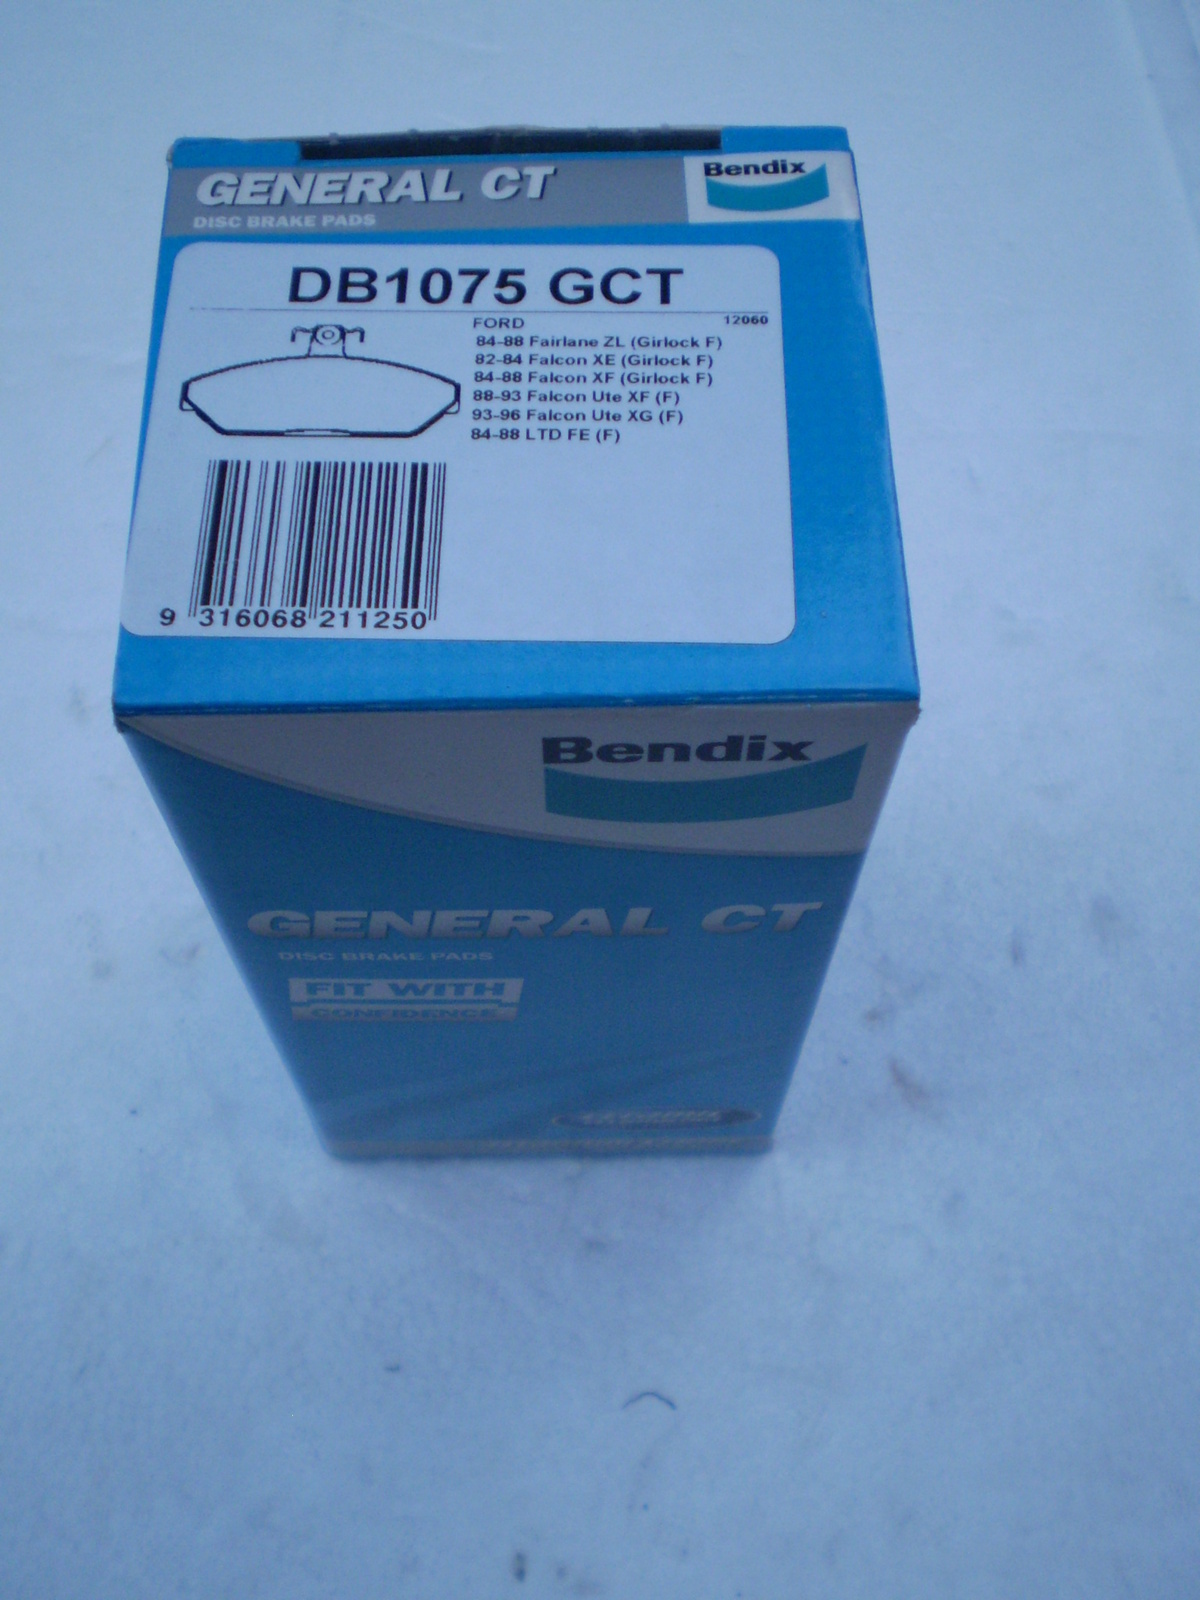 GENERAL CT
Bendix
DISC BRAKE PADS
DB1075 GCT
FORD 12060
84-88 Fairlane ZL (Girlock F)
82-84 Falcon XE (Girlock F)
84-88 Falcon XF (Girlock F)
88-93 Falcon Ute XF (F)
93-96 Falcon Ute XG (F)
84-88 LTD FE (F)
9 316068 211250
Bendix
GENERAL CT
DISC BRAKE PADS
FIT WITH
CONFIDENCE